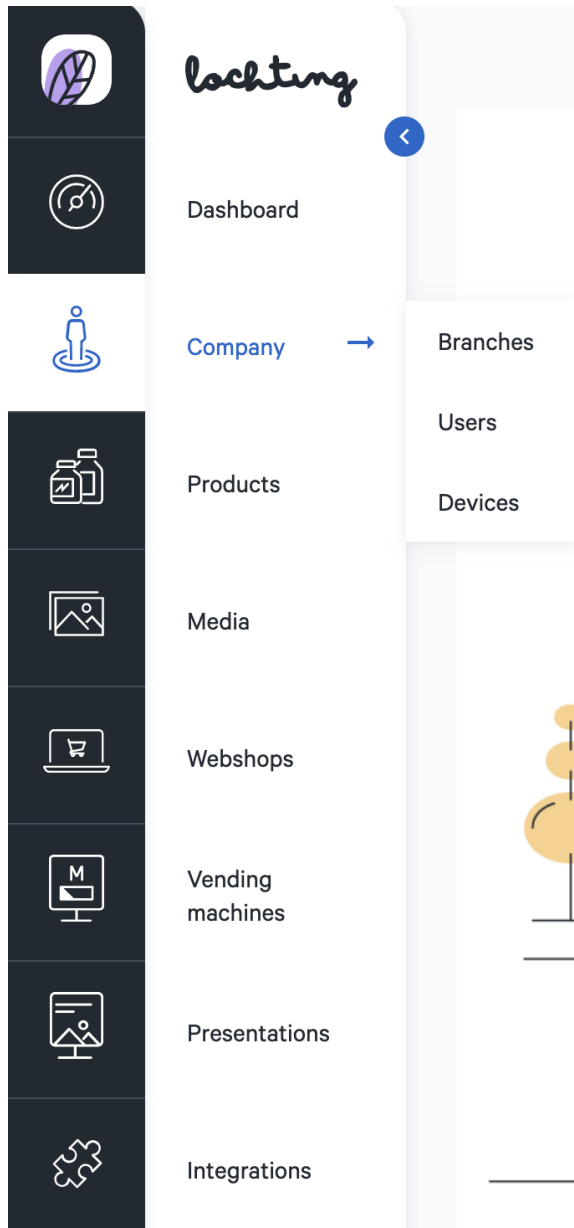 lochting
Dashboard
Company
Branches
Users
Devices
Products
Media
Webshops
M
Vending
machines
Presentations
Integrations